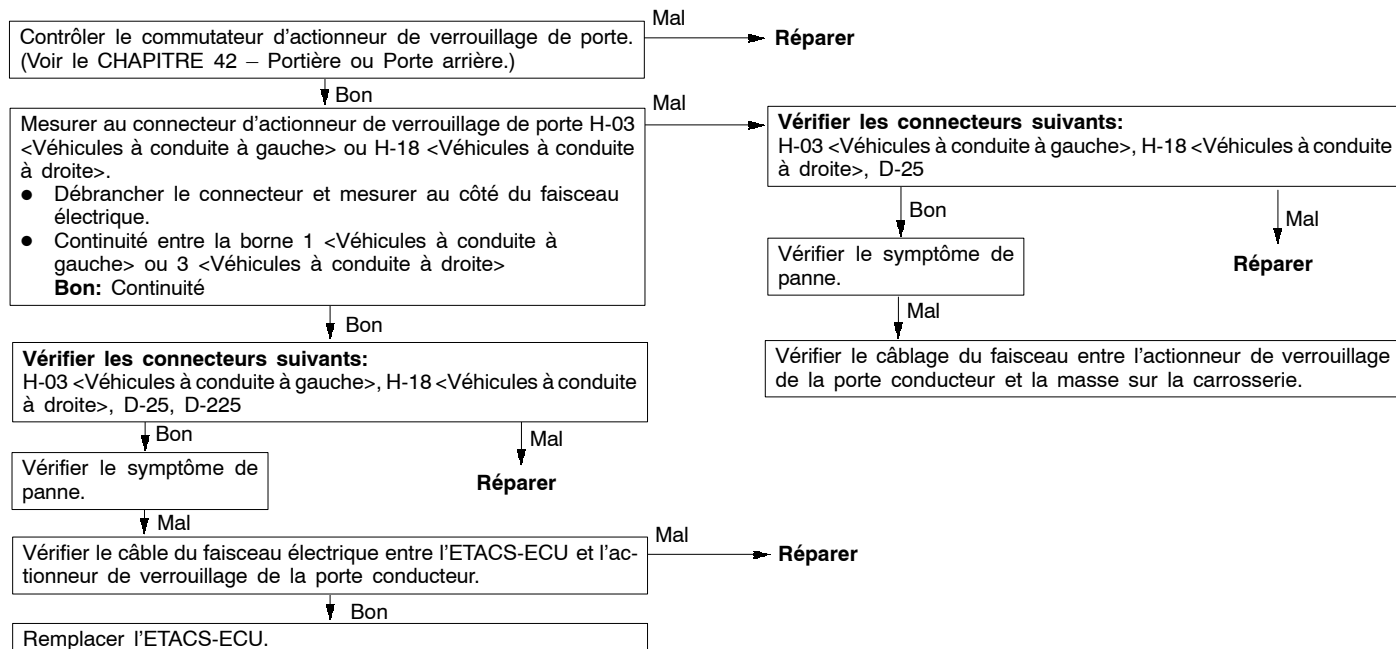 Contrôler le commutateur d'actionneur de verrouillage de porte.
(Voir le CHAPITRE 42 – Portière ou Porte arrière.)
Mal
Réparer
Bon
Mesurer au connecteur d'actionneur de verrouillage de porte H-03
<Véhicules à conduite à gauche> ou H-18 <Véhicules à conduite
à droite>.
● Débrancher le connecteur et mesurer au côté du faisceau
électrique.
● Continuité entre la borne 1 <Véhicules à conduite à
gauche> ou 3 <Véhicules à conduite à droite>
Bon: Continuité
Mal
Vérifier les connecteurs suivants:
H-03 <Véhicules à conduite à gauche>, H-18 <Véhicules à conduite
à droite>, D-25
Bon
Mal
Vérifier le symptôme de
panne.
Réparer
Mal
Vérifier le câblage du faisceau entre l'actionneur de verrouillage
de la porte conducteur et la masse sur la carrosserie.
Bon
Vérifier les connecteurs suivants:
H-03 <Véhicules à conduite à gauche>, H-18 <Véhicules à conduite
à droite>, D-25, D-225
Bon
Mal
Vérifier le symptôme de
panne.
Réparer
Mal
Vérifier le câble du faisceau électrique entre l'ETACS-ECU et l'ac-
tionneur de verrouillage de la porte conducteur.
Mal
Réparer
Bon
Remplacer l'ETACS-ECU.